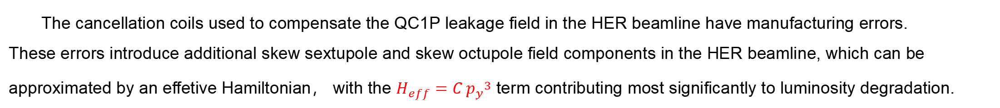 The cancellation coils used to compensate the QC1P leakage field in the HER beamline have manufacturing errors.
These errors introduce additional skew sextupole and skew octupole field components in the HER beamline, which can be
approximated by an effetive Hamiltonian， with the H_{eff} = C p_y^3 term contributing most significantly to luminosity degradation.